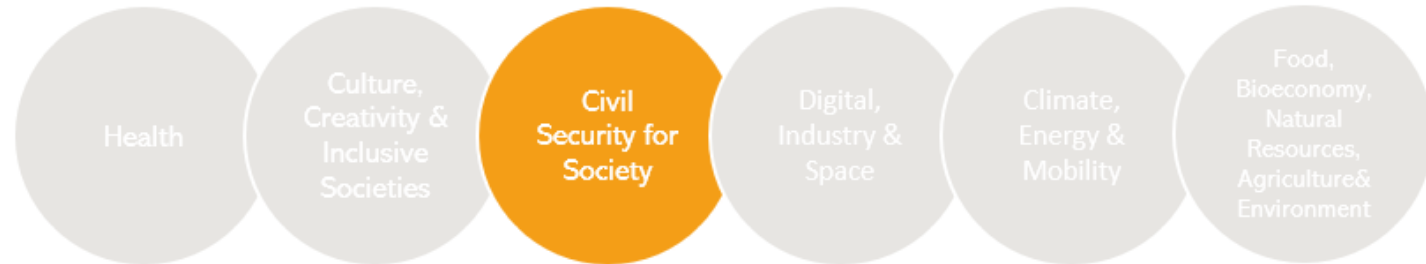 Health
Culture,
Creativity &
Inclusive
Societies
Civil
Security for
Society
Digital,
Industry &
Space
Climate,
Energy &
Mobility
Food,
Bioeconomy,
Natural
Resources,
Agriculture&
Environment